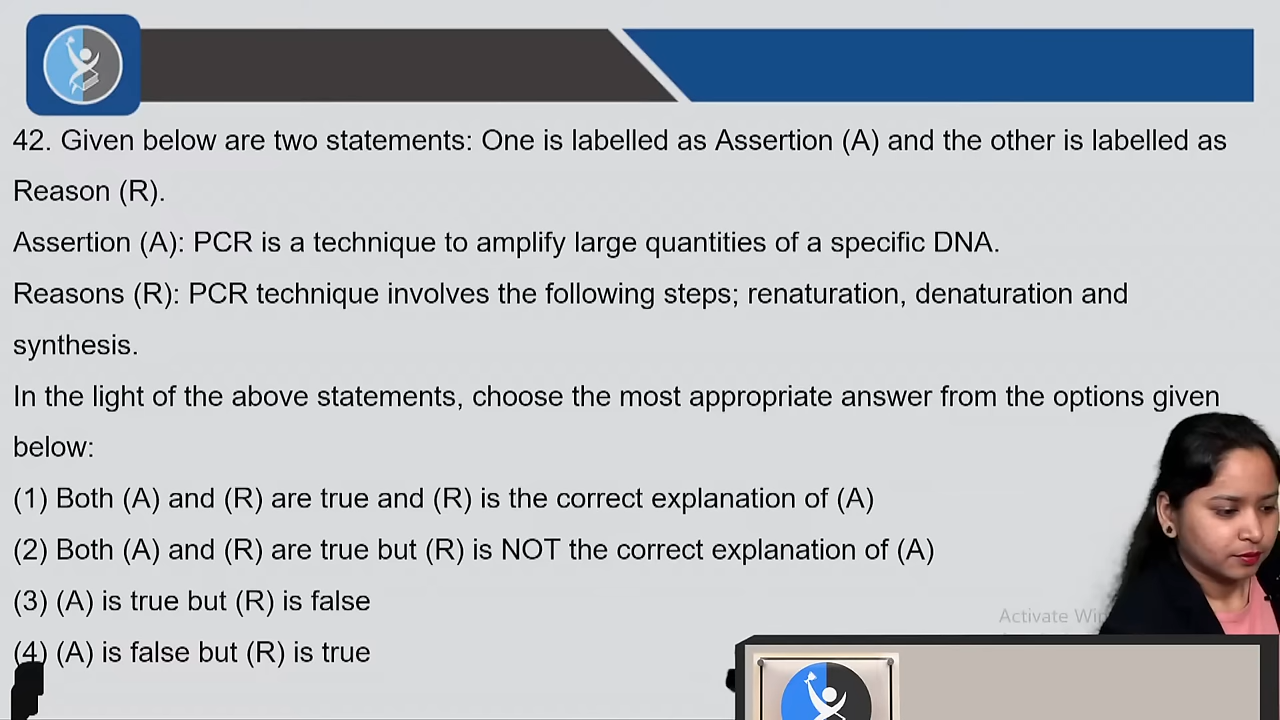 42. Given below are two statements: One is labelled as Assertion (A) and the other is labelled as
Reason (R).
Assertion (A): PCR is a technique to amplify large quantities of a specific DNA.
Reasons (R): PCR technique involves the following steps; renaturation, denaturation and
synthesis.
In the light of the above statements, choose the most appropriate answer from the options given
below:
(1) Both (A) and (R) are true and (R) is the correct explanation of (A)
(2) Both (A) and (R) are true but (R) is NOT the correct explanation of (A)
(3) (A) is true but (R) is false
(4) (A) is false but (R) is true
Activate